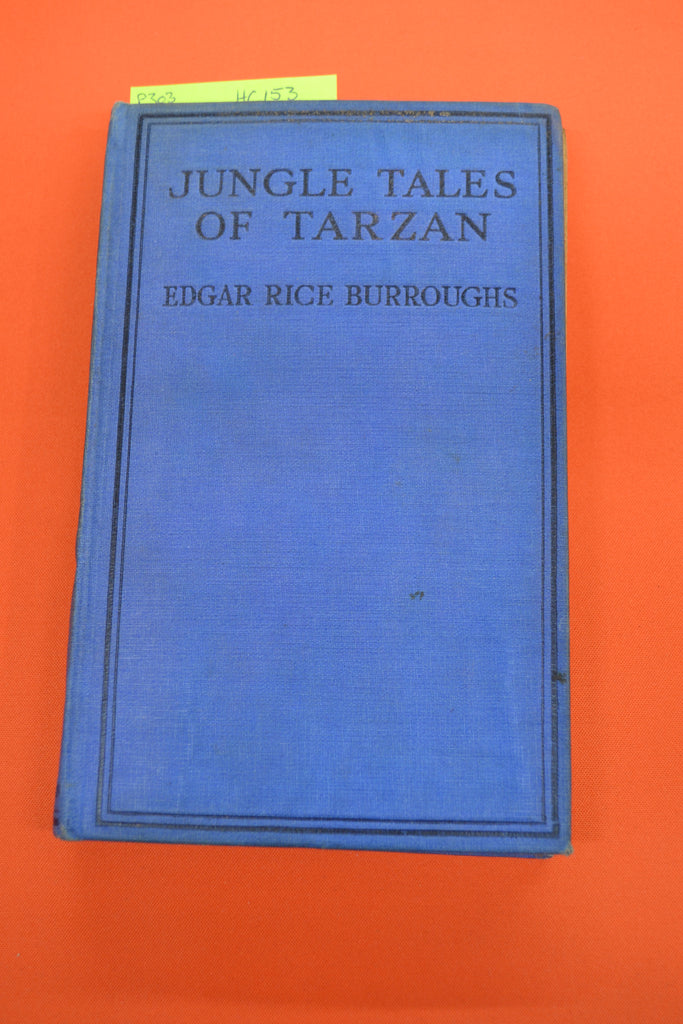 P303 HC 153
JUNGLE TALES
OF TARZAN
EDGAR RICE BURROUGHS